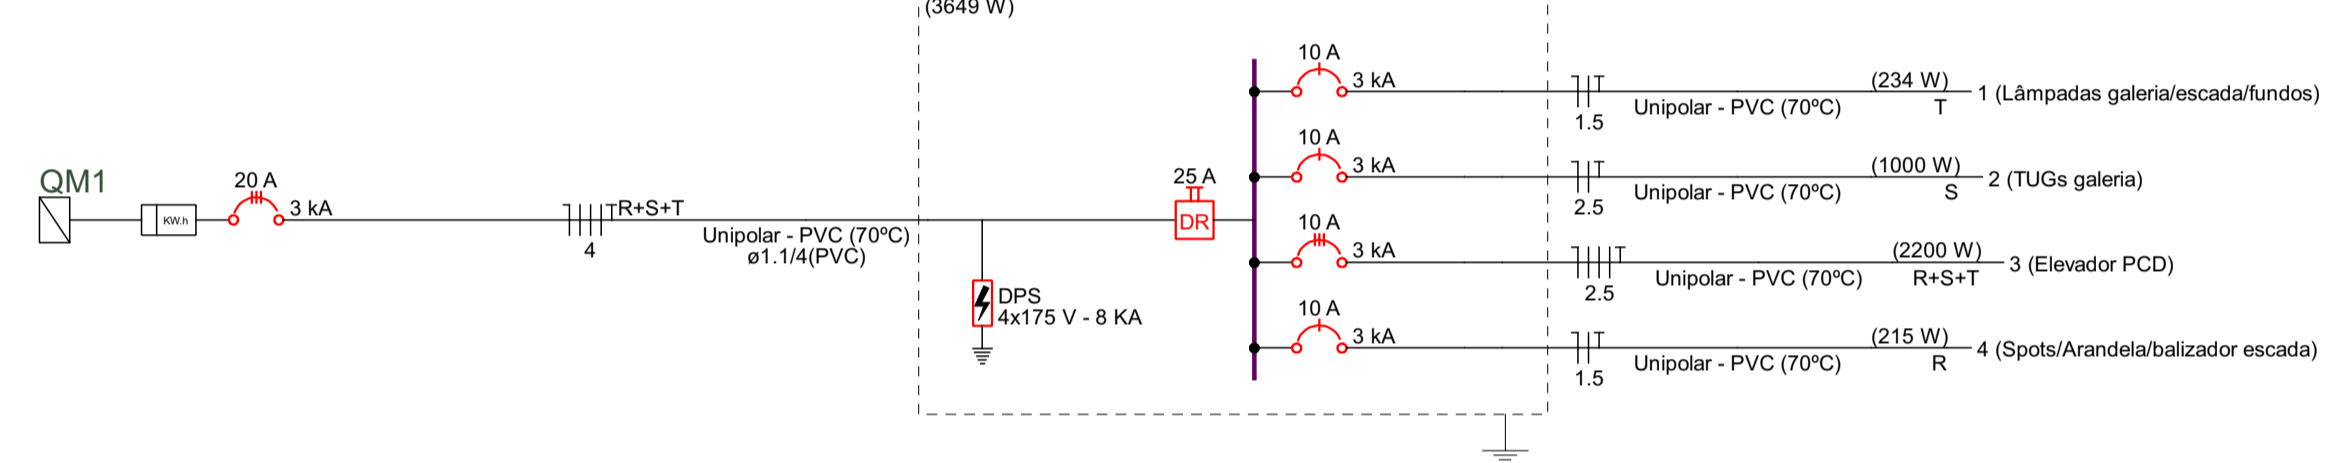 (3649 W)
10 A
3 kA
1.5
Unipolar - PVC (70ºC)
(234 W)
T
1 (Lâmpadas galeria/escada/fundos)
10 A
3 kA
2.5
Unipolar - PVC (70ºC)
(1000 W)
S
2 (TUGs galeria)
QM1
KW.h
20 A
3 kA
R+S+T
4
Unipolar - PVC (70ºC)
ø1.1/4(PVC)
25 A
DR
10 A
3 kA
2.5
Unipolar - PVC (70ºC)
(2200 W)
R+S+T
3 (Elevador PCD)
DPS
4x175 V - 8 KA
10 A
3 kA
1.5
Unipolar - PVC (70ºC)
(215 W)
R
4 (Spots/Arandela/balizador escada)